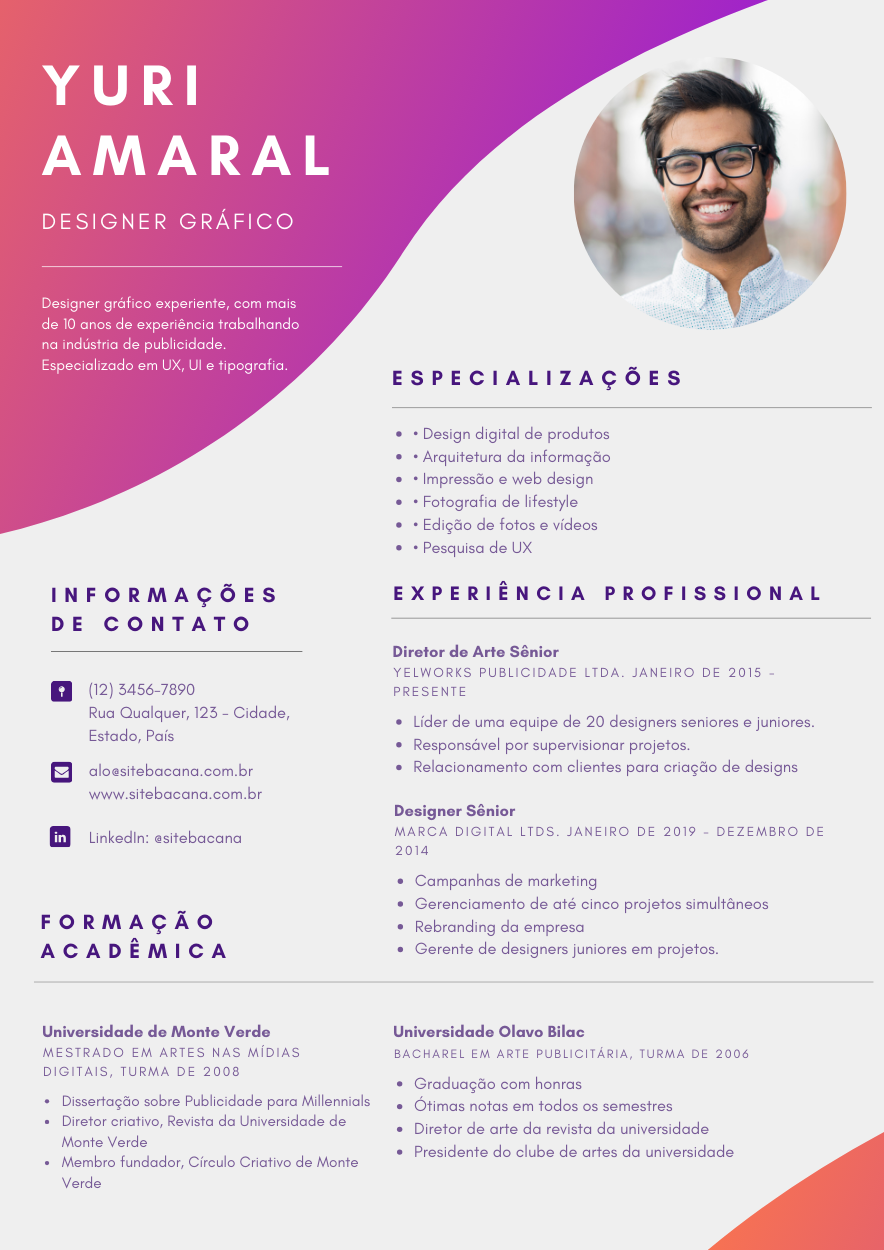 YURI
AMARAL
DESIGNER GRÁFICO
Designer gráfico experiente, com mais
de 10 anos de experiência trabalhando
na indústria de publicidade.
Especializado em UX, UI e tipografia.
ESPECIALIZAÇÕES
• • Design digital de produtos
• • Arquitetura da informação
• • Impressão e web design
• • Fotografia de lifestyle
• • Edição de fotos e vídeos
• • Pesquisa de UX
INFORMAÇÕES
DE CONTATO
(12) 3456-7890
Rua Qualquer, 123 - Cidade,
Estado, País
alo@sitebacana.com.br
www.sitebacana.com.br
in
LinkedIn: @sitebacana
EXPERIÊNCIA PROFISSIONAL
Diretor de Arte Sênior
YELWORKS PUBLICIDADE LTDA. JANEIRO DE 2015 -
PRESENTE
• Líder de uma equipe de 20 designers seniores e juniores.
• Responsável por supervisionar projetos.
• Relacionamento com clientes para criação de designs
Designer Sênior
MARCA DIGITAL LTDS. JANEIRO DE 2019 - DEZEMBRO DE
2014
• Campanhas de marketing
• Gerenciamento de até cinco projetos simultâneos
• Rebranding da empresa
• Gerente de designers juniores em projetos.
FORMAÇÃO
ACADÊMICA
Universidade de Monte Verde
MESTRADO EM ARTES NAS MÍDIAS
DIGITAIS, TURMA DE 2008
• Dissertação sobre Publicidade para Millennials
• Diretor criativo, Revista da Universidade de
Monte Verde
• Membro fundador, Círculo Criativo de Monte
Verde
Universidade Olavo Bilac
BACHAREL EM ARTE PUBLICITÁRIA, TURMA DE 2006
• Graduação com honras
• Ótimas notas em todos os semestres
• Diretor de arte da revista da universidade
• Presidente do clube de artes da universidade